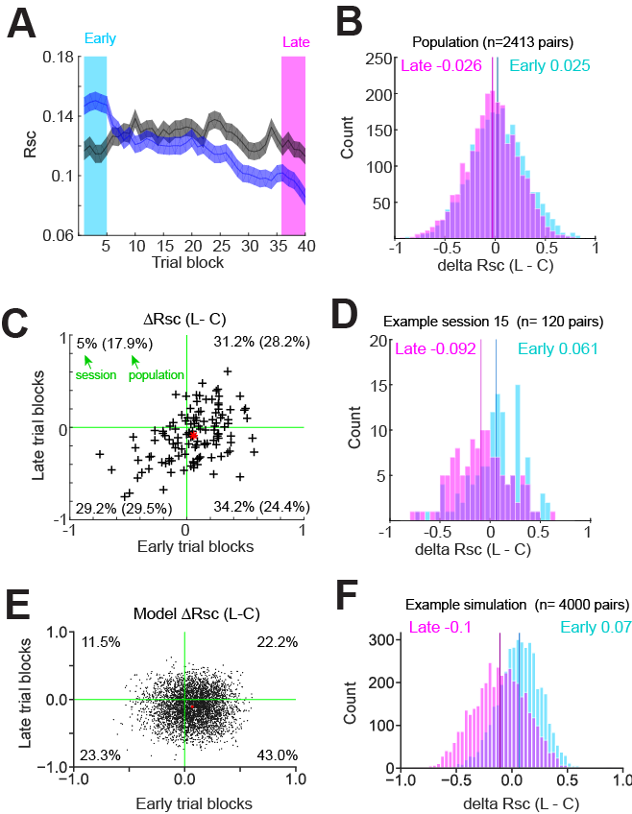 A
Early
Late
0.18
0.14
0.1
0.06
Rsc
5
10
15
20
25
30
35
40
Trial block
B
Population (n=2413 pairs)
Late -0.026
Early 0.025
250
200
150
100
50
Count
-1
-0.5
0
0.5
1
delta Rsc (L - C)
C
ΔRsc (L- C)
5% (17.9%)
31.2% (28.2%)
session
population
1
0
-1
Late trial blocks
29.2% (29.5%)
34.2% (24.4%)
0
1
Early trial blocks
D
Example session 15 (n= 120 pairs)
Late -0.092
Early 0.061
20
15
10
5
Count
-1
-0.5
0
0.5
1
delta Rsc (L - C)
E
Model ΔRsc (L-C)
1.0
0.0
−1.0
11.5%
22.2%
23.3%
43.0%
Late trial blocks
−1.0
0.0
1.0
Early trial blocks
F
Example simulation (n= 4000 pairs)
Late -0.1
Early 0.07
300
200
100
0
Count
−1.0
−0.5
0.0
0.5
1.0
delta Rsc (L - C)